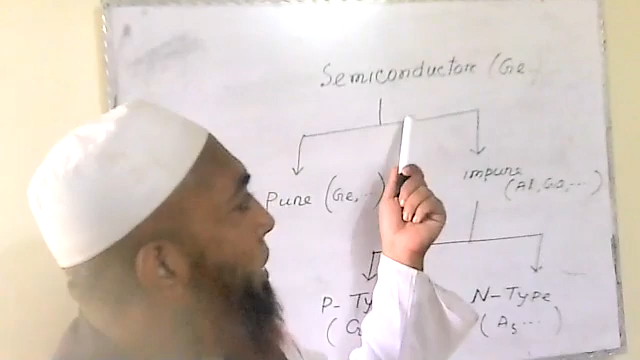 Semiconductor (Ge
Pure (Ge, ..)
impure
(Al, Ga, ...)
P-Ty
N-Type
(As ...)